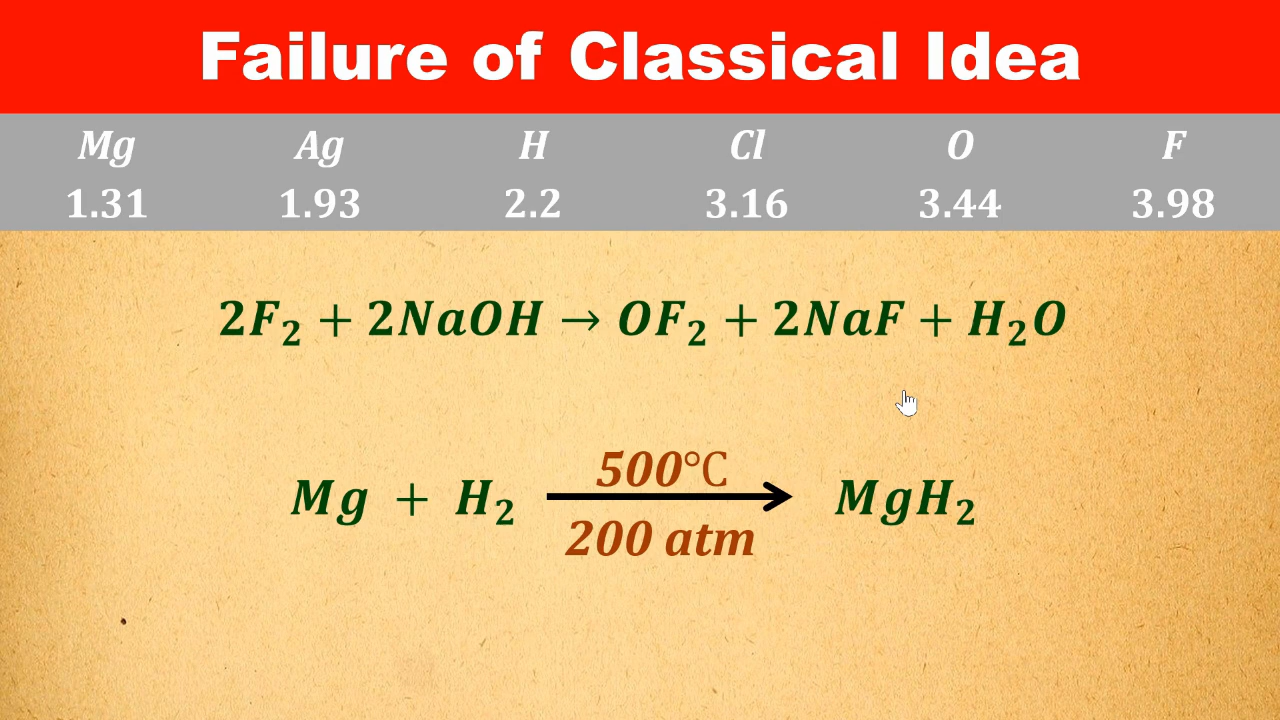 Failure of Classical Idea
Mg Ag H Cl O F
1.31 1.93 2.2 3.16 3.44 3.98
2F₂ + 2NaOH → OF₂ + 2NaF + H₂O
500°C
Mg + H₂ → MgH₂
200 atm